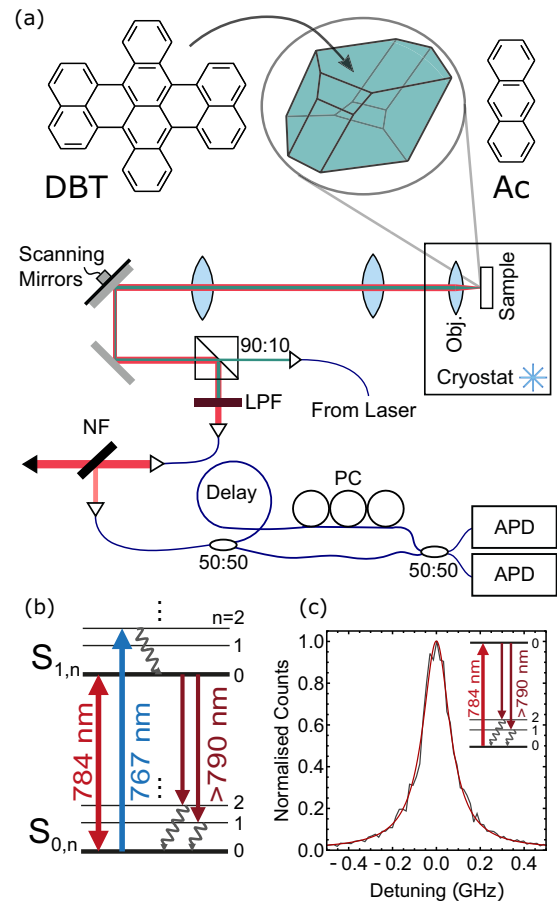 (a)
DBT
Ac
Scanning
Mirrors
90:10
LPF
From Laser
Obj.
Sample
Cryostat
NF
Delay
PC
50:50
50:50
APD
APD
(b)
n=2
1
0
S1,n
784 nm
767 nm
>790 nm
2
1
0
S0,n
(c)
Normalised Counts
1.0
0.8
0.6
0.4
0.2
0.0
-0.4
-0.2
0.0
0.2
0.4
Detuning (GHz)
0
784 nm
>790 nm
2
1
0